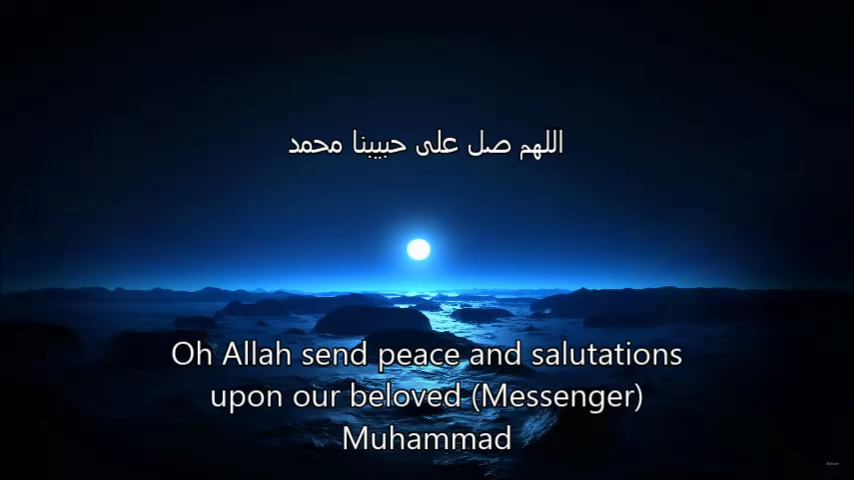 اللهم صل على حبيبنا محمد
Oh Allah send peace and salutations
upon our beloved (Messenger)
Muhammad